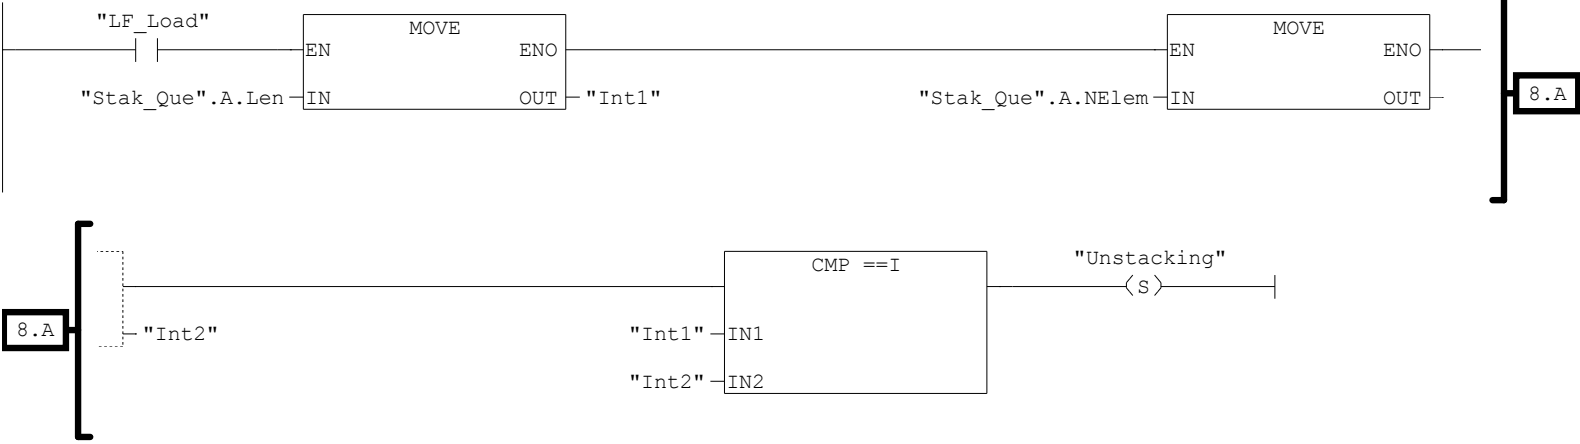 "LF_Load"
MOVE MOVE
EN ENO EN ENO
"Stak_Que".A.Len IN OUT "Int1" "Stak_Que".A.NElem IN OUT 8.A
CMP ==I "Unstacking"
(S)
8.A "Int2" "Int1" IN1
"Int2" IN2